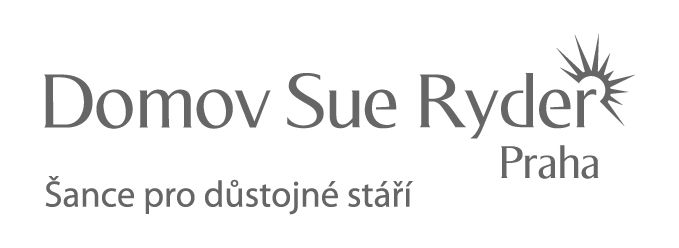 Domov Sue Ryder
Praha
Šance pro důstojné stáří